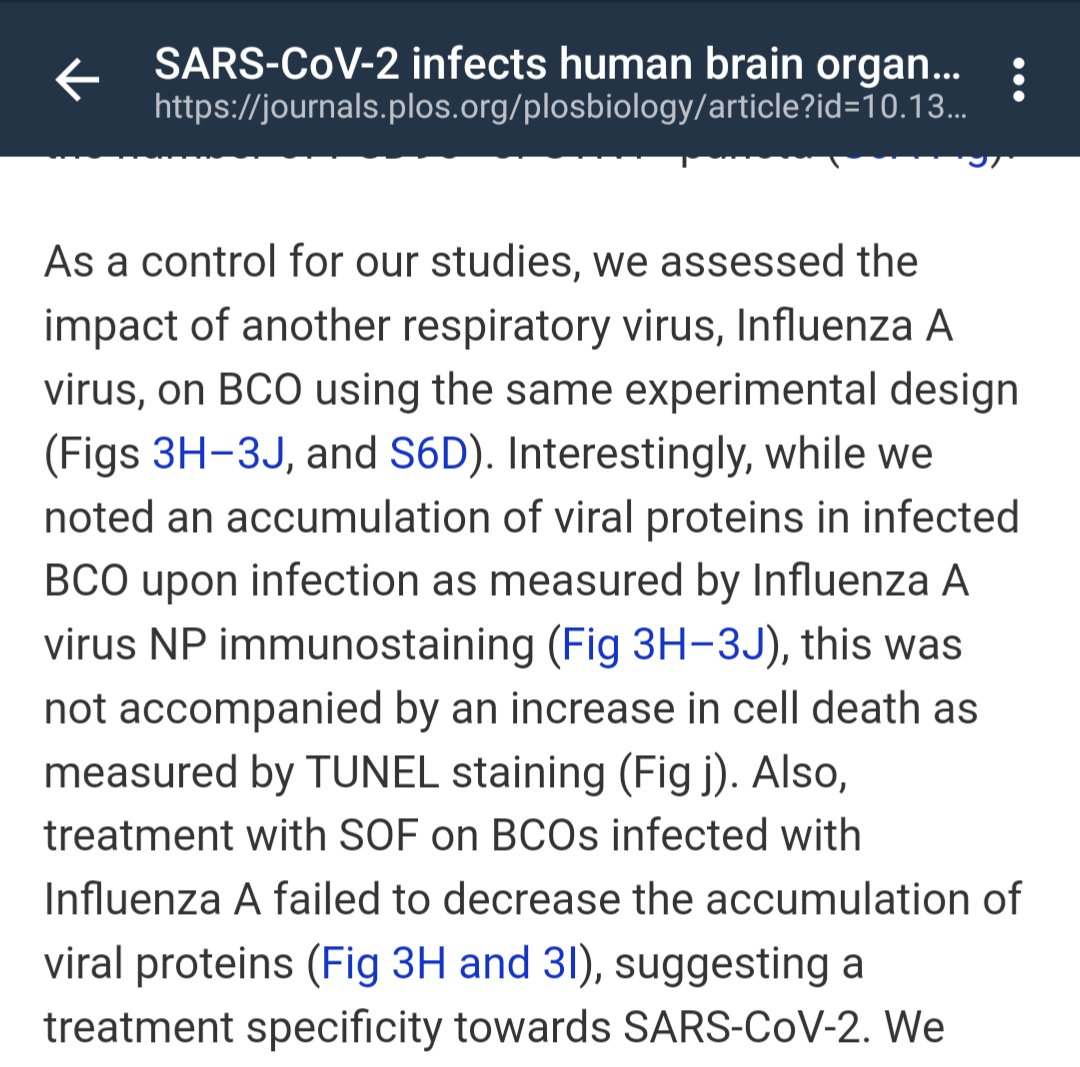 SARS-CoV-2 infects human brain organ...
https://journals.plos.org/plosbiology/article?id=10.13...
As a control for our studies, we assessed the
impact of another respiratory virus, Influenza A
virus, on BCO using the same experimental design
(Figs 3H–3J, and S6D). Interestingly, while we
noted an accumulation of viral proteins in infected
BCO upon infection as measured by Influenza A
virus NP immunostaining (Fig 3H–3J), this was
not accompanied by an increase in cell death as
measured by TUNEL staining (Fig j). Also,
treatment with SOF on BCOs infected with
Influenza A failed to decrease the accumulation of
viral proteins (Fig 3H and 3I), suggesting a
treatment specificity towards SARS-CoV-2. We